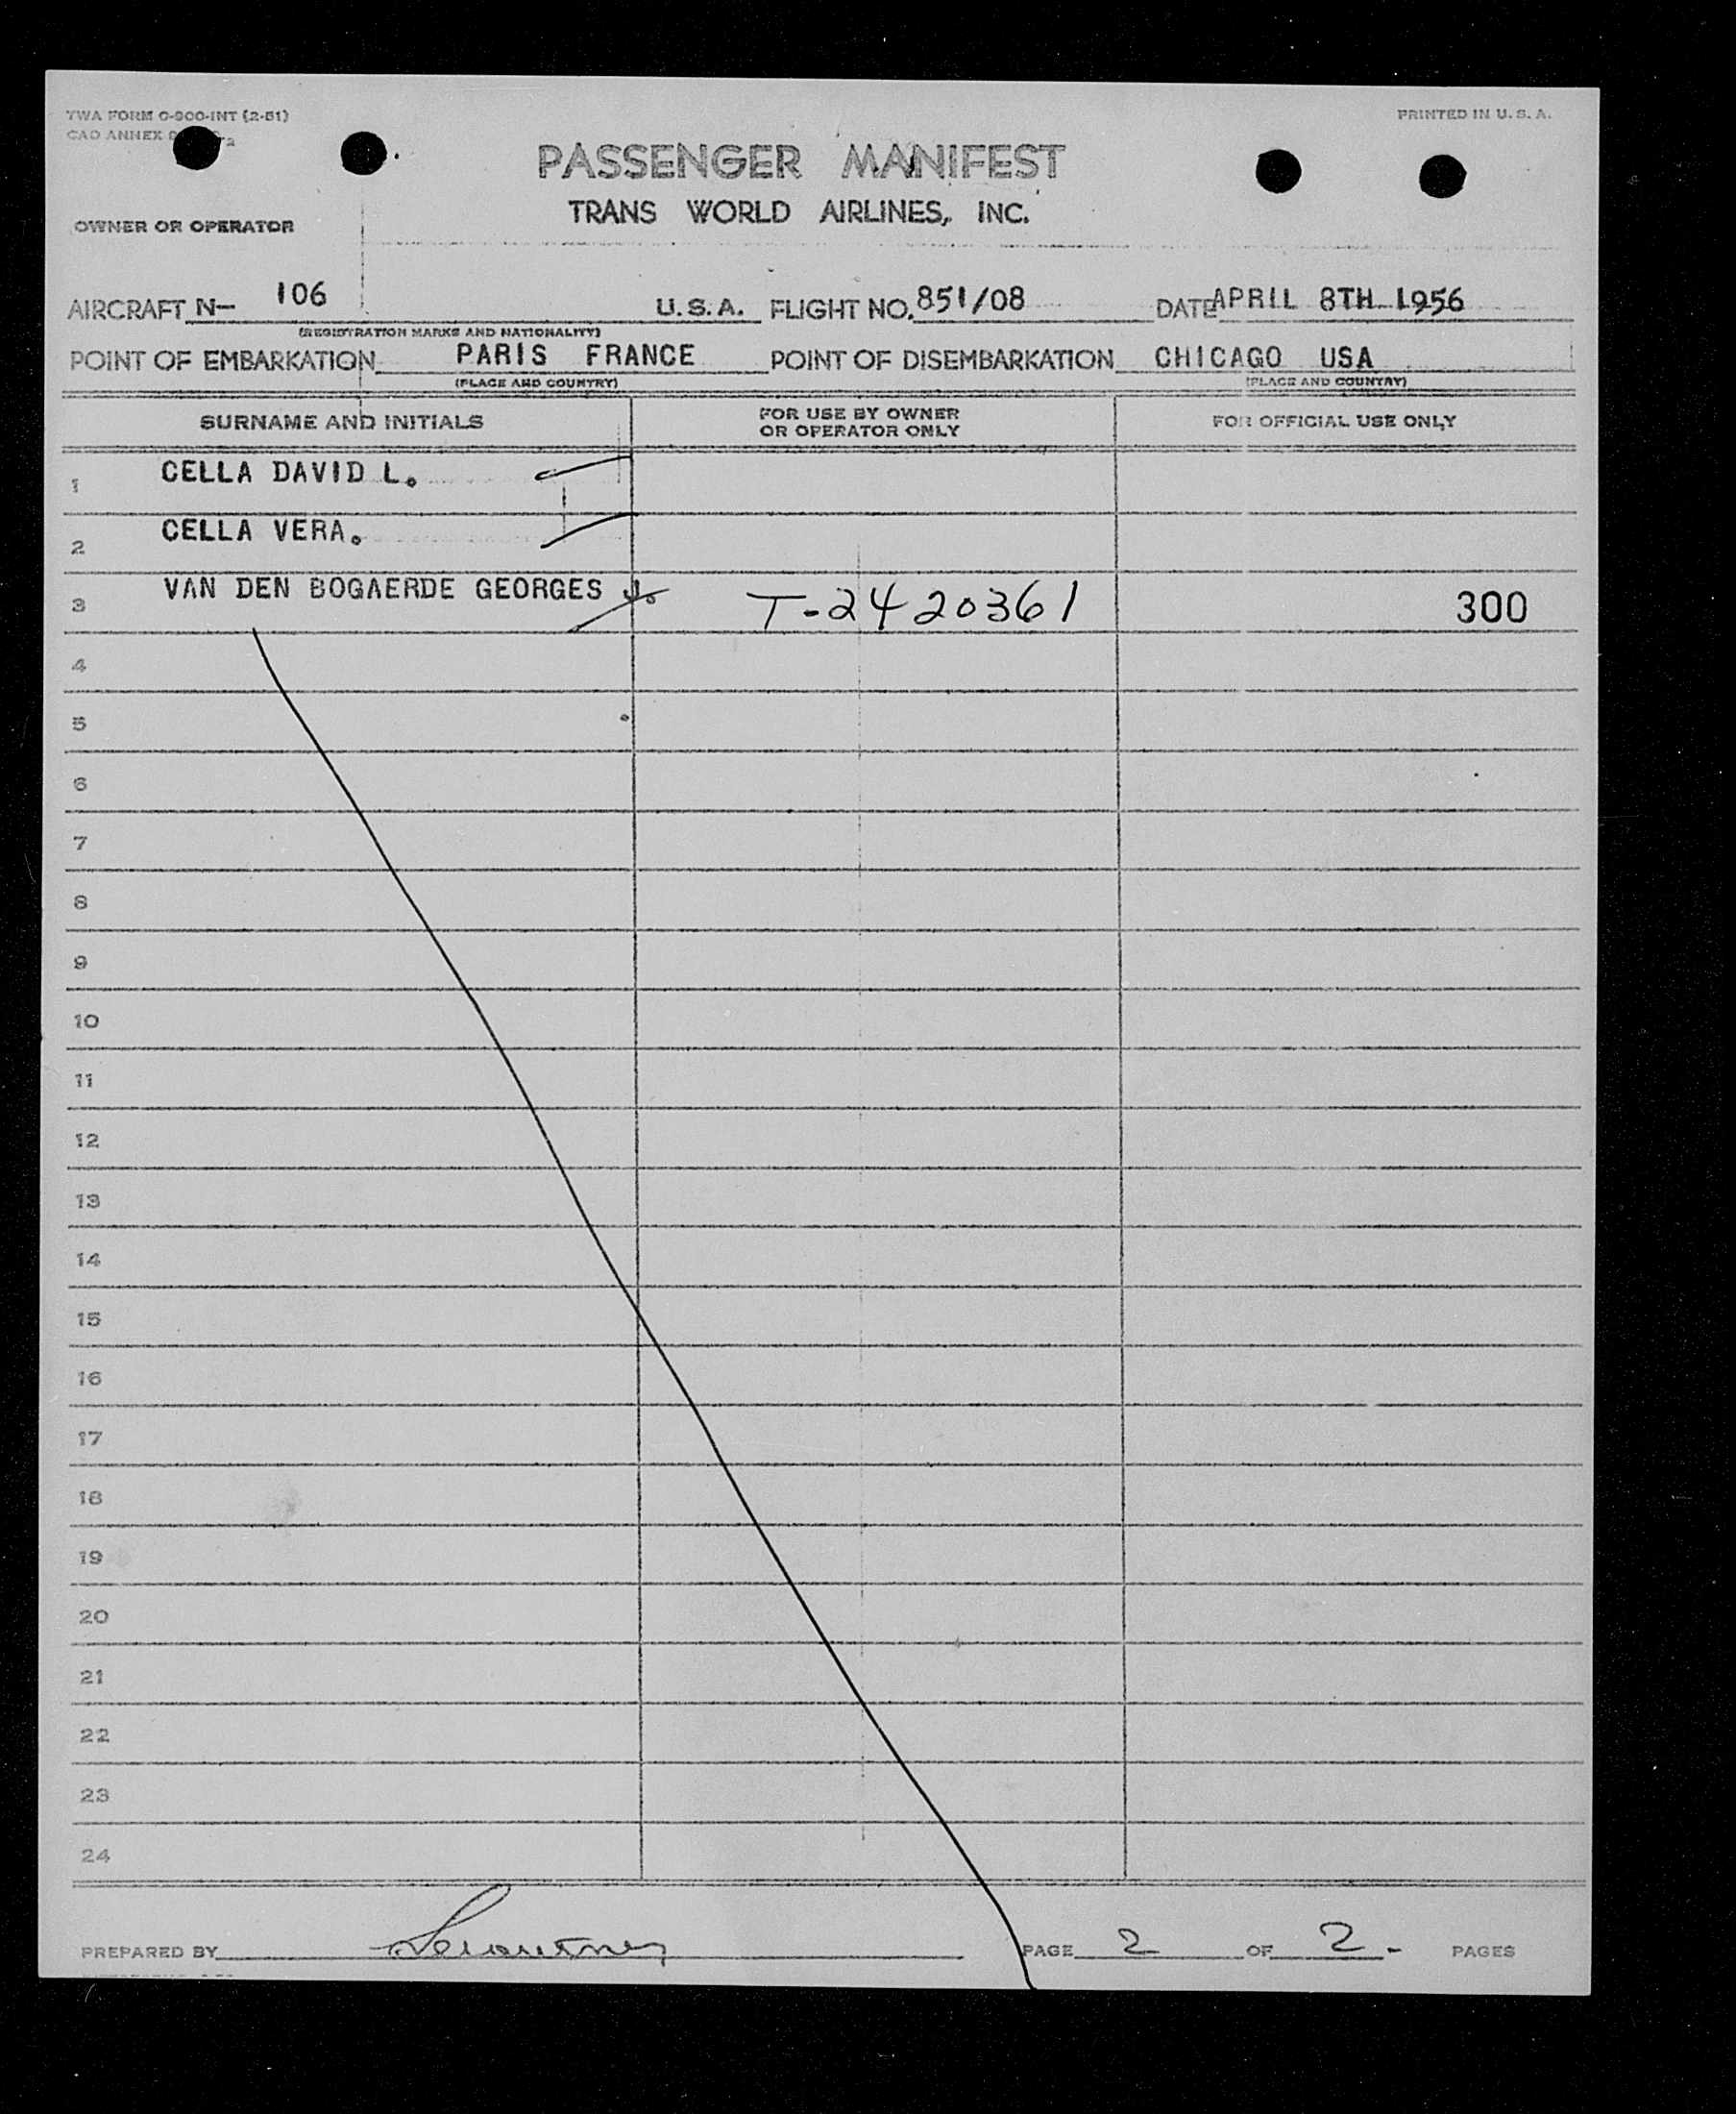 TWA FORM O-900-INT (2-51)
PRINTED IN U. S. A.
CAO ANNEX
PASSENGER MANIFEST
TRANS WORLD AIRLINES, INC.
OWNER OR OPERATOR
AIRCRAFT N- 106 U. S. A. FLIGHT NO. 851/08 DATE APRIL 8TH 1956
(REGISTRATION MARKS AND NATIONALITY)
POINT OF EMBARKATION PARIS FRANCE POINT OF DISEMBARKATION CHICAGO USA
(PLACE AND COUNTRY) (PLACE AND COUNTRY)
SURNAME AND INITIALS
FOR USE BY OWNER
OR OPERATOR ONLY
FOR OFFICIAL USE ONLY
1 CELLA DAVID L.
2 CELLA VERA.
3 VAN DEN BOGAERDE GEORGES J. T-2420361 300
4
5
6
7
8
9
10
11
12
13
14
15
16
17
18
19
20
21
22
23
24
PREPARED BY PAGE 2 OF 2- PAGES